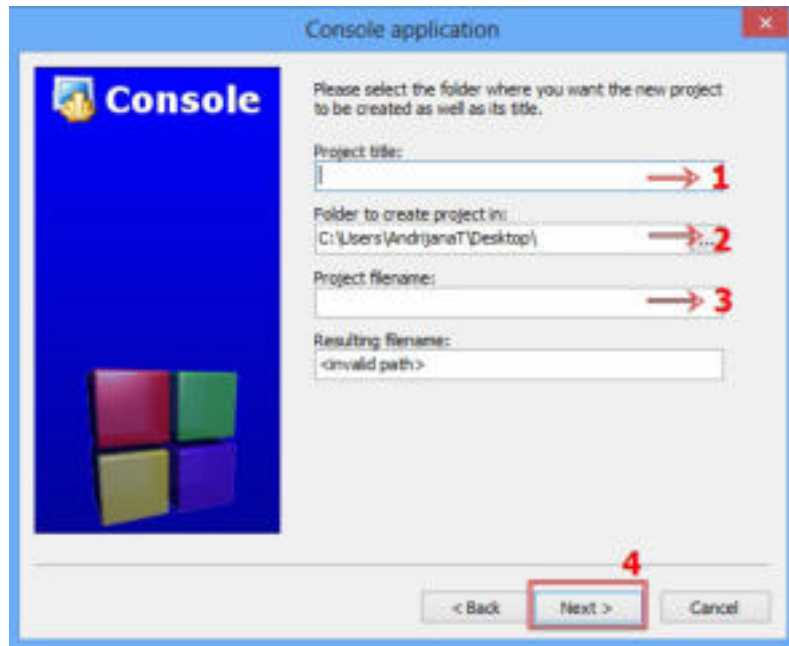 Console application
Console
Please select the folder where you want the new project
to be created as well as its title.
Project title:
1
Folder to create project in:
C:\Users\AndrijanaT\Desktop\
...
2
Project filename:
3
Resulting filename:
<invalid path>
4
< Back
Next >
Cancel